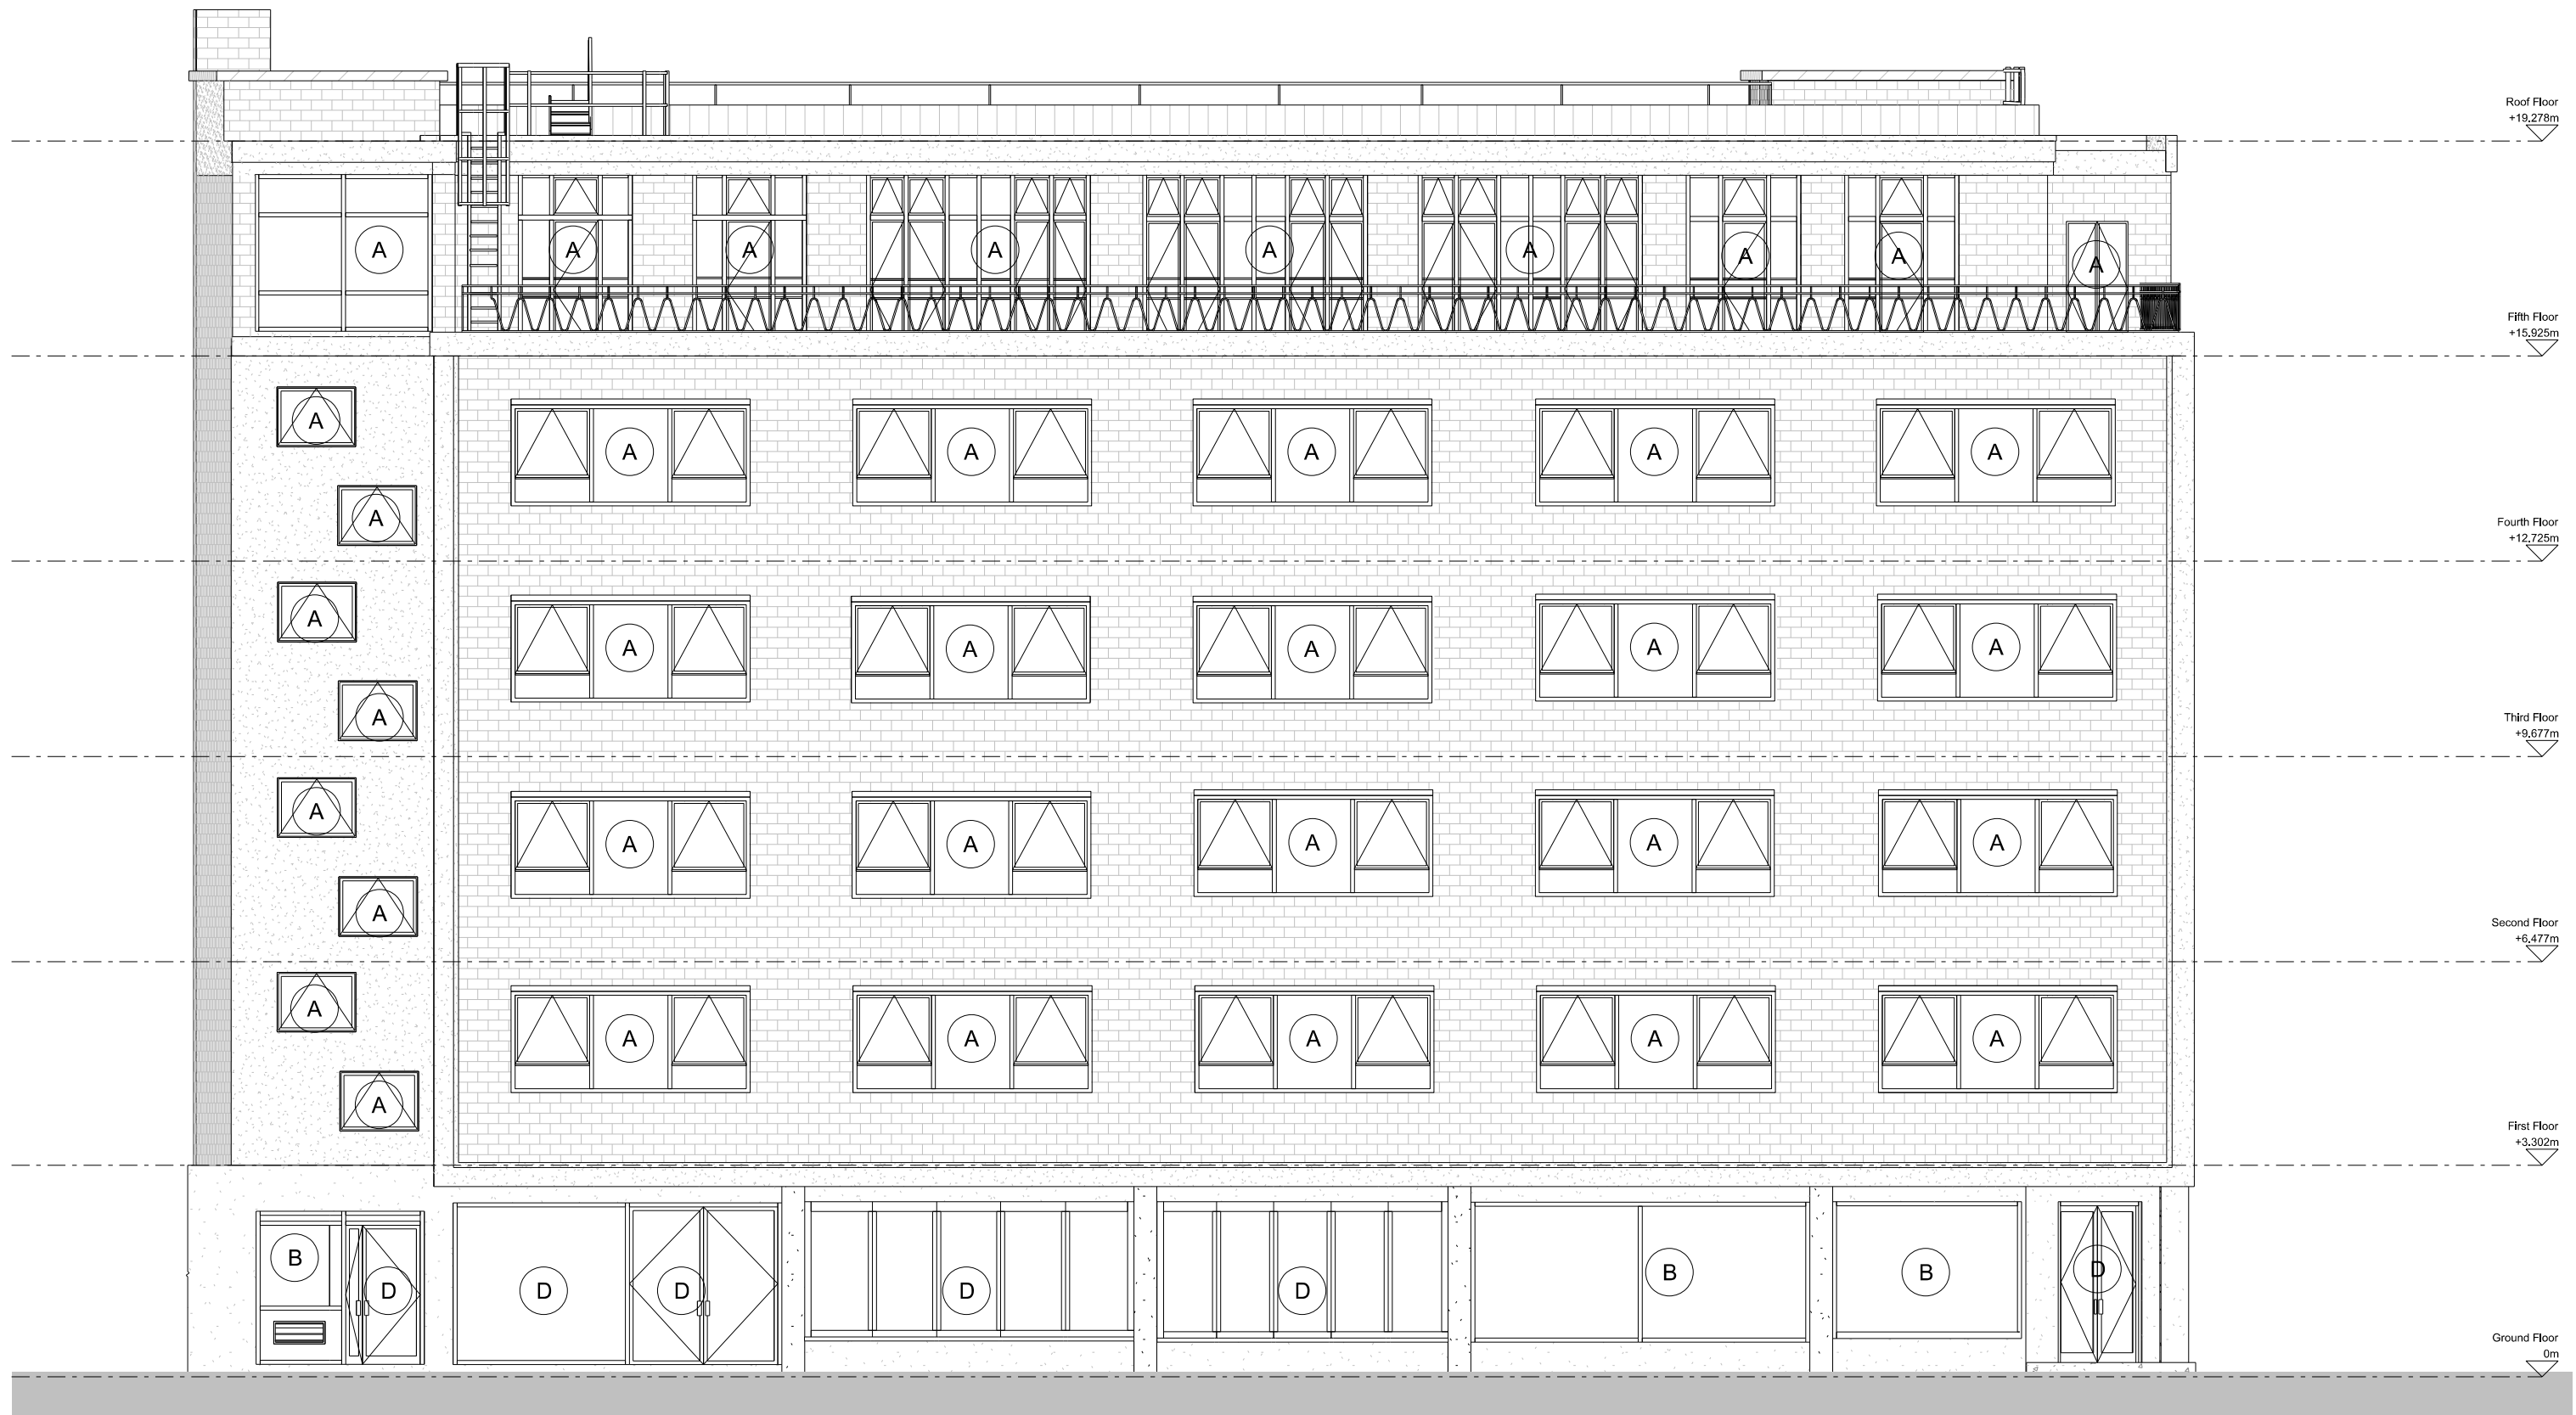 Roof Floor
+19.278m
A
A A A A A A A A
Fifth Floor
+15.925m
A
A A A A A
A
Fourth Floor
+12.725m
A
A A A A A
A
Third Floor
+9.677m
A
A A A A A
A
Second Floor
+6.477m
A
A A A A A
A
First Floor
+3.302m
B D D D D D B B D
Ground Floor
0m